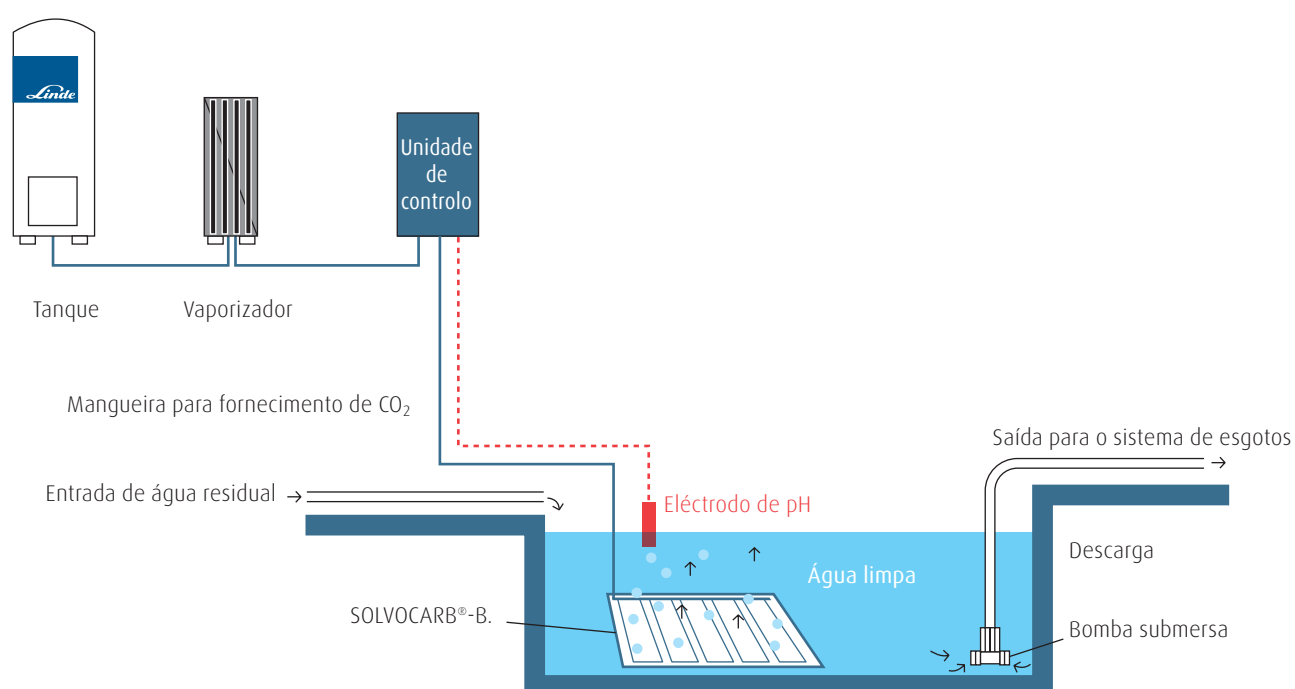 Linde
Unidade
de
controlo
Tanque
Vaporizador
Mangueira para fornecimento de CO₂
Saída para o sistema de esgotos
Entrada de água residual
Eléctrodo de pH
Descarga
Água limpa
SOLVOCARB®-B.
Bomba submersa